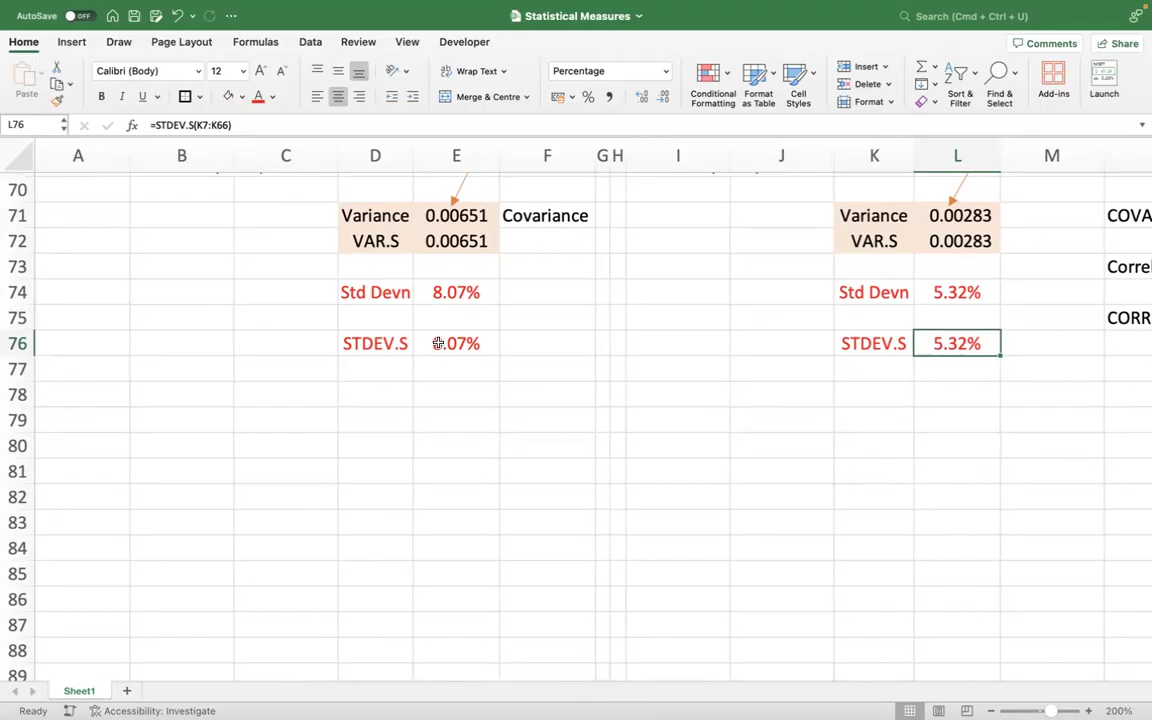 AutoSave OFF Statistical Measures Search (Cmd + Ctrl + U)
Home Insert Draw Page Layout Formulas Data Review View Developer Comments Share
Paste Calibri (Body) 12 A A Wrap Text Percentage Conditional Formatting Format as Table Cell Styles Insert Sort & Filter Find & Select Add-ins Launch
B I U A Merge & Centre % Delete
Format
L76 fx =STDEV.S(K7:K66)
A B C D E F G H I J K L M
70
71 Variance 0.00651 Covariance Variance 0.00283 COVA
72 VAR.S 0.00651 VAR.S 0.00283
73 Corre
74 Std Devn 8.07% Std Devn 5.32%
75 CORR
76 STDEV.S .07% STDEV.S 5.32%
77
78
79
80
81
82
83
84
85
86
87
88
89
Sheet1
Ready Accessibility: Investigate 200%